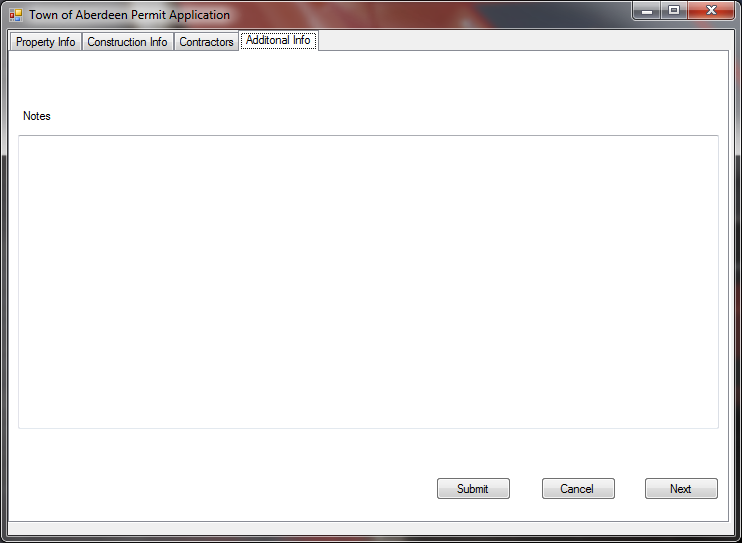 Town of Aberdeen Permit Application
Property Info Construction Info Contractors Additonal Info
Notes
Submit Cancel Next